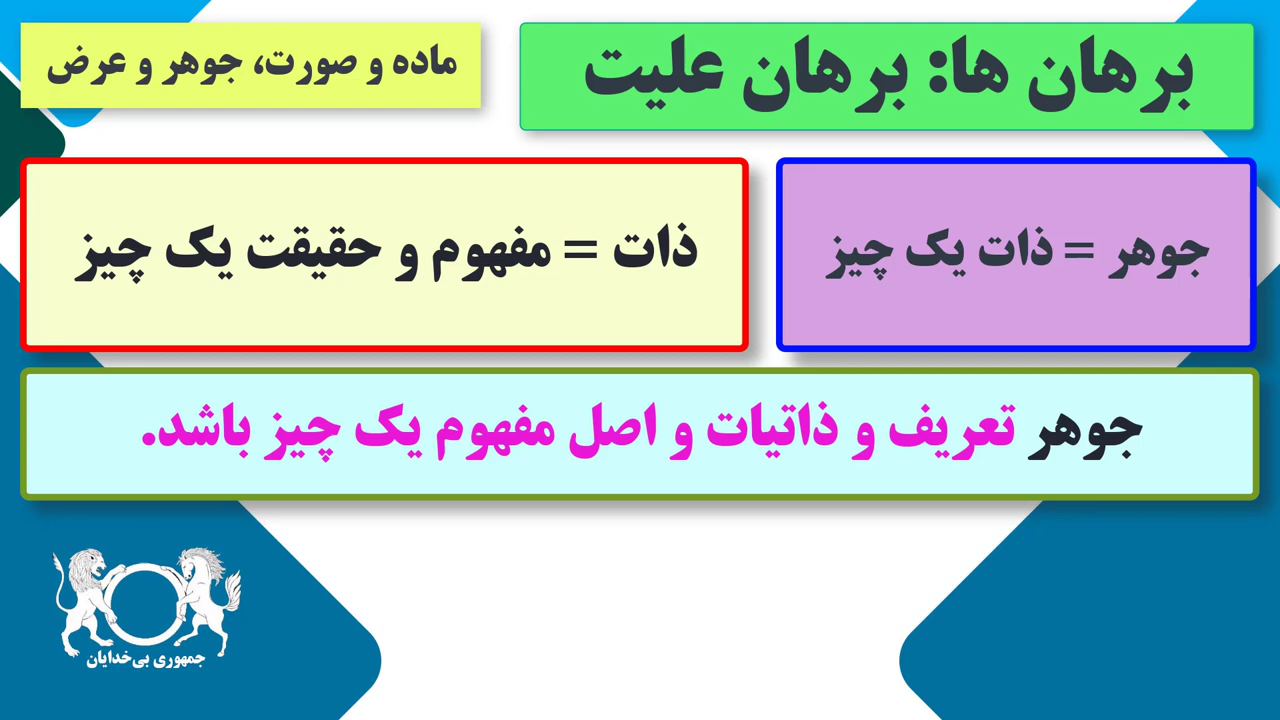 برهان ها: برهان علیت
ماده و صورت، جوهر و عرض
جوهر = ذات یک چیز
ذات = مفهوم و حقیقت یک چیز
جوهر تعریف و ذاتیات و اصل مفهوم یک چیز باشد.
جمهوری بی‌خدایان